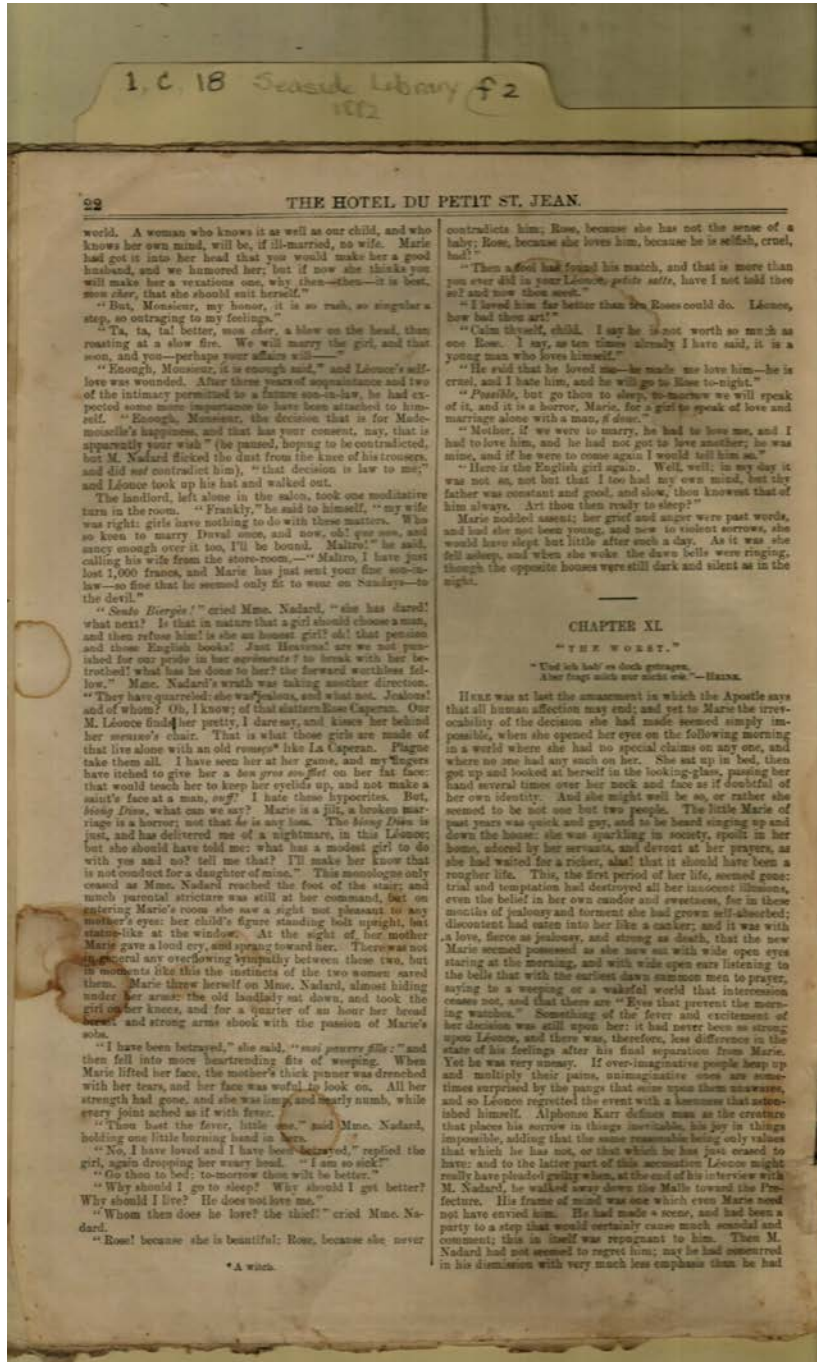 1, C, 18 Seaside Library f 2
1882
22
THE HOTEL DU PETIT ST. JEAN.
world. A woman who knows it as well as our child, and who
knows her own mind, will be, if ill-married, no wife. Marie
had got it into her head that you would make her a good
husband, and we humored her; but if now she thinks you
will make her a vexatious one, why then—then—it is best,
mon cher, that she should suit herself."
"But, Monsieur, my honor, it is so rash, so singular a
step, so outraging to my feelings."
"Ta, ta, ta! better, mon cher, a blow on the head, than
roasting at a slow fire. We will marry the girl, and that
soon, and you—perhaps your affairs will——"
"Enough, Monsieur, it is enough said," and Léonce's self-
love was wounded. After three years of acquaintance and two
of the intimacy permitted to a future son-in-law, he had ex-
pected some more importance to have been attached to him-
self. "Enough, Monsieur, the decision that is for Made-
moiselle's happiness, and that has your consent, nay, that is
apparently your wish" (he paused, hoping to be contradicted,
but M. Nadard flicked the dust from the knee of his trousers,
and did not contradict him), "that decision is law to me;"
and Léonce took up his hat and walked out.
The landlord, left alone in the salon, took one meditative
turn in the room. "Frankly," he said to himself, "my wife
was right: girls have nothing to do with these matters. Who
so keen to marry Duval once, and now, oh! que non, and
saucy enough over it too, I'll be bound. Maïtro!" he said,
calling his wife from the store-room,—"Maïtro, I have just
lost 1,000 francs, and Marie has just sent your fine son-in-
law—so fine that he seemed only fit to wear on Sundays—to
the devil."
"Sento Biergès!" cried Mme. Nadard, "she has dared!
what next? Is that in nature that a girl should choose a man,
and then refuse him! is she an honest girl? oh! that pension
and those English books! Just Heavens! are we not pun-
ished for our pride in her agréments? to break with her be-
trothed! what has he done to her? the forward worthless fel-
low." Mme. Nadard's wrath was taking another direction.
"They have quarreled: she was jealous, and what not. Jealous!
and of whom? Oh, I know; of that slattern Rose Caperan. Our
M. Léonce finds her pretty, I dare say, and kisses her behind
her chair. That is what those girls are made of
that live alone with an old * like La Caperan. Plague
take them all. I have seen her at her game, and my fingers
have itched to give her a bon gros soufflet on her fat face:
that would teach her to keep her eyelids up, and not make a
saint's face at a man, ouff! I hate these hypocrites. But,
biong Diou, what can we say? Marie is a jilt, a broken mar-
riage is a horror; not that he is any loss. The biong Diou is
just, and has delivered me of a nightmare, in this Léonce;
but she should have told me: what has a modest girl to do
with yes and no? tell me that? I'll make her know that
is not conduct for a daughter of mine." This monologue only
ceased as Mme. Nadard reached the foot of the stair; and
much parental stricture was still at her command, but on
entering Marie's room she saw a sight not pleasant to any
mother's eyes: her child's figure standing bolt upright, but
statue-like at the window. At the sight of her mother
Marie gave a loud cry, and sprang toward her. There was not
in general any overflowing sympathy between these two, but
in moments like this the instincts of the two women saved
them. Marie threw herself on Mme. Nadard, almost hiding
under her arms: the old landlady sat down, and took the
girl on her knees, and for a quarter of an hour her broad
breast and strong arms shook with the passion of Marie's
sobs.
"I have been betrayed," she said, "moi pauvre fille:" and
then fell into more heartrending fits of weeping. When
Marie lifted her face, the mother's thick pinner was drenched
with her tears, and her face was woful to look on. All her
strength had gone, and she was limp, and nearly numb, while
every joint ached as if with fever.
"Thou hast the fever, little one," said Mme. Nadard,
holding one little burning hand in hers.
"No, I have loved and I have been betrayed," replied the
girl, again dropping her weary head. "I am so sick!"
"Go then to bed: to-morrow thou wilt be better."
"Why should I go to sleep? Why should I get better?
Why should I live? He does not love me."
"Whom then does he love? the thief!" cried Mme. Na-
dard.
"Rose! because she is beautiful; Rose, because she never
*A witch.
contradicts him; Rose, because she has not the sense of a
baby; Rose, because she loves him, because he is selfish, cruel,
bad?"
"Then a fool has found his match, and that is more than
you ever did in your Léonce, petite sotte, have I not told thee
so? and now thou seest."
"I loved him far better than ten Roses could do. Léonce,
how bad thou art!"
"Calm thyself, child. I say he is not worth so much as
one Rose. I say, as ten times already I have said, it is a
young man who loves himself."
"He said that he loved me—he made me love him—he is
cruel, and I hate him, and he will go to Rose to-night."
"Possible, but go thou to sleep, to-morrow we will speak
of it, and it is a horror, Marie, for a girl to speak of love and
marriage alone with a man, fi donc."
"Mother, if we were to marry, he had to love me, and I
had to love him, and he had not got to love another; he was
mine, and if he were to come again I would tell him so."
"Here is the English girl again. Well, well: in my day it
was not so, not but that I too had my own mind, but thy
father was constant and good, and slow, thou knowest that of
him always. Art thou then ready to sleep?"
Marie nodded assent; her grief and anger were past words,
and had she not been young, and new to violent sorrows, she
would have slept but little after such a day. As it was she
fell asleep, and when she woke the dawn bells were ringing,
though the opposite houses were still dark and silent as in the
night.
CHAPTER XI.
"THE WORST."
"Und ich hab' es doch getragen,
Aber fragt mich nur nicht wie."—HEINE.
HERE was at last the amazement in which the Apostle says
that all human affection may end; and yet to Marie the irrev-
ocability of the decision she had made seemed simply im-
possible, when she opened her eyes on the following morning
in a world where she had no special claims on any one, and
where no one had any such on her. She sat up in bed, then
got up and looked at herself in the looking-glass, passing her
hand several times over her neck and face as if doubtful of
her own identity. And she might well be so, or rather she
seemed to be not one but two people. The little Marie of
past years was quick and gay, and to be heard singing up and
down the house: she was sparkling in society, spoilt in her
home, adored by her servants, and devout at her prayers, as
she had waited for a richer, alas! that it should have been a
rougher life. This, the first period of her life, seemed gone:
trial and temptation had destroyed all her innocent illusions,
even the belief in her own candor and sweetness, for in these
months of jealousy and torment she had grown self-absorbed;
discontent had eaten into her like a canker; and it was with
a love, fierce as jealousy, and strong as death, that the new
Marie seemed possessed as she now sat with wide open eyes
staring at the morning, and with wide open ears listening to
the bells that with the earliest dawn summon men to prayer,
saying to a weeping or a wakeful world that intercession
ceases not, and that there are "Eyes that prevent the morn-
ing watches." Something of the fever and excitement of
her decision was still upon her: it had never been so strong
upon Léonce, and there was, therefore, less difference in the
state of his feelings after his final separation from Marie.
Yet he was very uneasy. If over-imaginative people heap up
and multiply their pains, unimaginative ones are some-
times surprised by the pangs that seize upon them unawares,
and so Léonce regretted the event with a keenness that aston-
ished himself. Alphonse Karr defines man as the creature
that places his sorrow in things inevitable, his joy in things
impossible, adding that the same reasonable being only values
that which he has not, or that which he has just ceased to
have: and to the latter part of this accusation Léonce might
really have pleaded guilty when, at the end of his interview with
M. Nadard, he walked away down the Malls toward the Pre-
fecture. His frame of mind was one which even Marie need
not have envied him. He had made a scene, and had been a
party to a step that would certainly cause much scandal and
comment; this in itself was repugnant to him. Then M.
Nadard had not seemed to regret him; nay he had concurred
in his dismission with very much less emphasis than he had